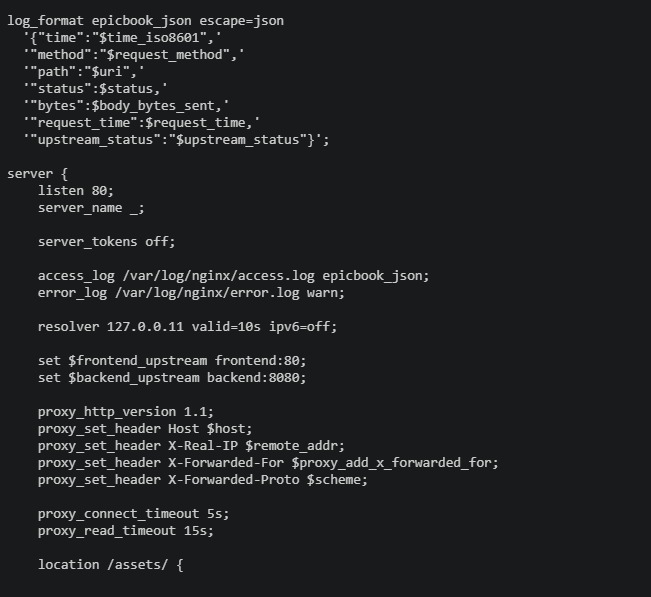 log_format epicbook_json escape=json
  '{"time":"$time_iso8601",'
  '"method":"$request_method",'
  '"path":"$uri",'
  '"status":$status,'
  '"bytes":$body_bytes_sent,'
  '"request_time":$request_time,'
  '"upstream_status":"$upstream_status"}';

server {
    listen 80;
    server_name _;

    server_tokens off;

    access_log /var/log/nginx/access.log epicbook_json;
    error_log /var/log/nginx/error.log warn;

    resolver 127.0.0.11 valid=10s ipv6=off;

    set $frontend_upstream frontend:80;
    set $backend_upstream backend:8080;

    proxy_http_version 1.1;
    proxy_set_header Host $host;
    proxy_set_header X-Real-IP $remote_addr;
    proxy_set_header X-Forwarded-For $proxy_add_x_forwarded_for;
    proxy_set_header X-Forwarded-Proto $scheme;

    proxy_connect_timeout 5s;
    proxy_read_timeout 15s;

    location /assets/ {